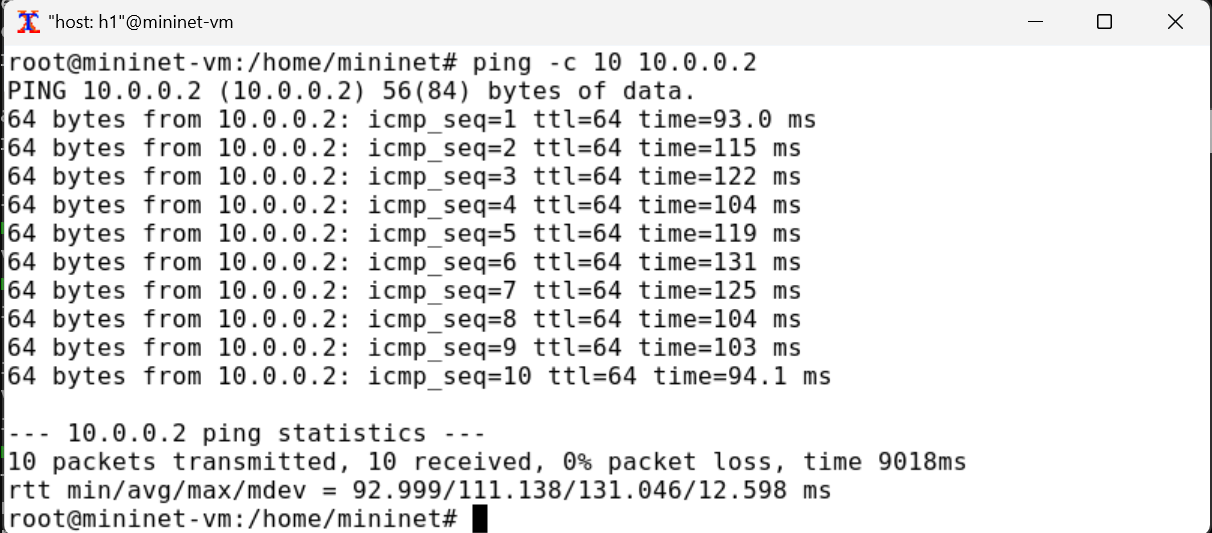 "host: h1"@mininet-vm
root@mininet-vm:/home/mininet# ping -c 10 10.0.0.2
PING 10.0.0.2 (10.0.0.2) 56(84) bytes of data.
64 bytes from 10.0.0.2: icmp_seq=1 ttl=64 time=93.0 ms
64 bytes from 10.0.0.2: icmp_seq=2 ttl=64 time=115 ms
64 bytes from 10.0.0.2: icmp_seq=3 ttl=64 time=122 ms
64 bytes from 10.0.0.2: icmp_seq=4 ttl=64 time=104 ms
64 bytes from 10.0.0.2: icmp_seq=5 ttl=64 time=119 ms
64 bytes from 10.0.0.2: icmp_seq=6 ttl=64 time=131 ms
64 bytes from 10.0.0.2: icmp_seq=7 ttl=64 time=125 ms
64 bytes from 10.0.0.2: icmp_seq=8 ttl=64 time=104 ms
64 bytes from 10.0.0.2: icmp_seq=9 ttl=64 time=103 ms
64 bytes from 10.0.0.2: icmp_seq=10 ttl=64 time=94.1 ms
--- 10.0.0.2 ping statistics ---
10 packets transmitted, 10 received, 0% packet loss, time 9018ms
rtt min/avg/max/mdev = 92.999/111.138/131.046/12.598 ms
root@mininet-vm:/home/mininet#